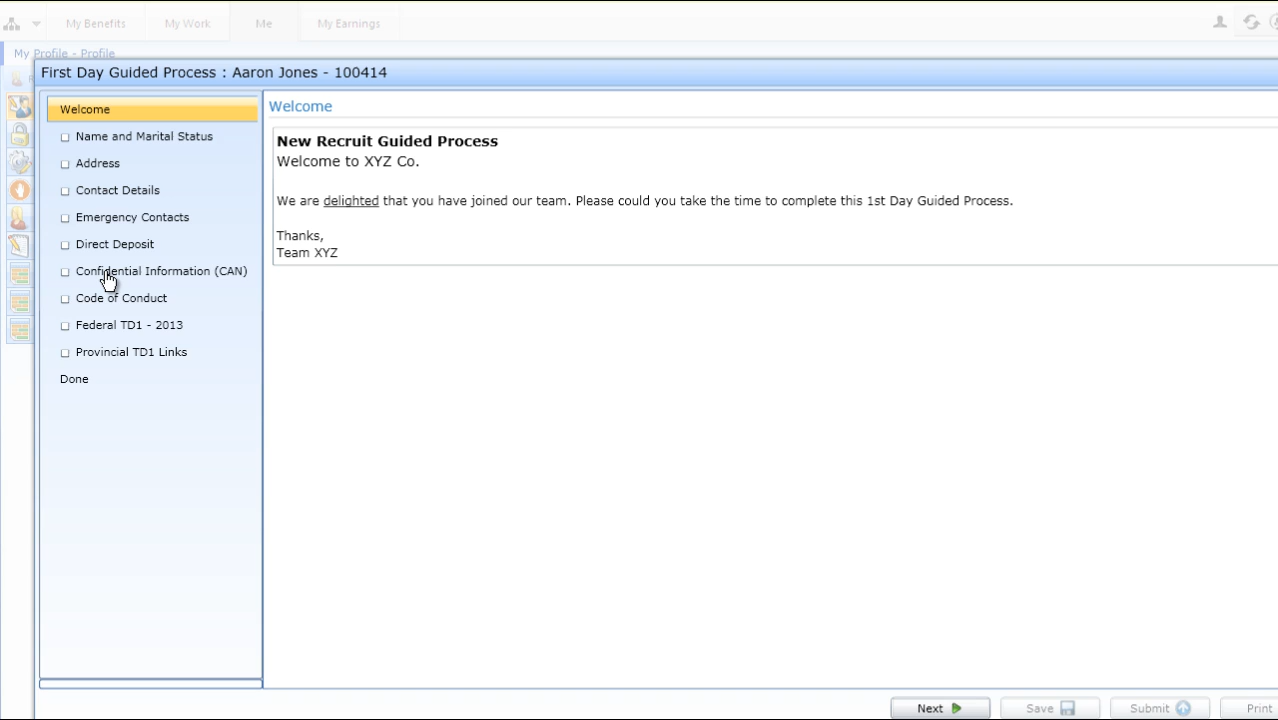 My Benefits
My Work
Me
My Earnings
My Profile - Profile
First Day Guided Process : Aaron Jones - 100414
Welcome
Name and Marital Status
Address
Contact Details
Emergency Contacts
Direct Deposit
Confidential Information (CAN)
Code of Conduct
Federal TD1 - 2013
Provincial TD1 Links
Done
Welcome
New Recruit Guided Process
Welcome to XYZ Co.
We are delighted that you have joined our team. Please could you take the time to complete this 1st Day Guided Process.
Thanks,
Team XYZ
Next
Save
Submit
Print